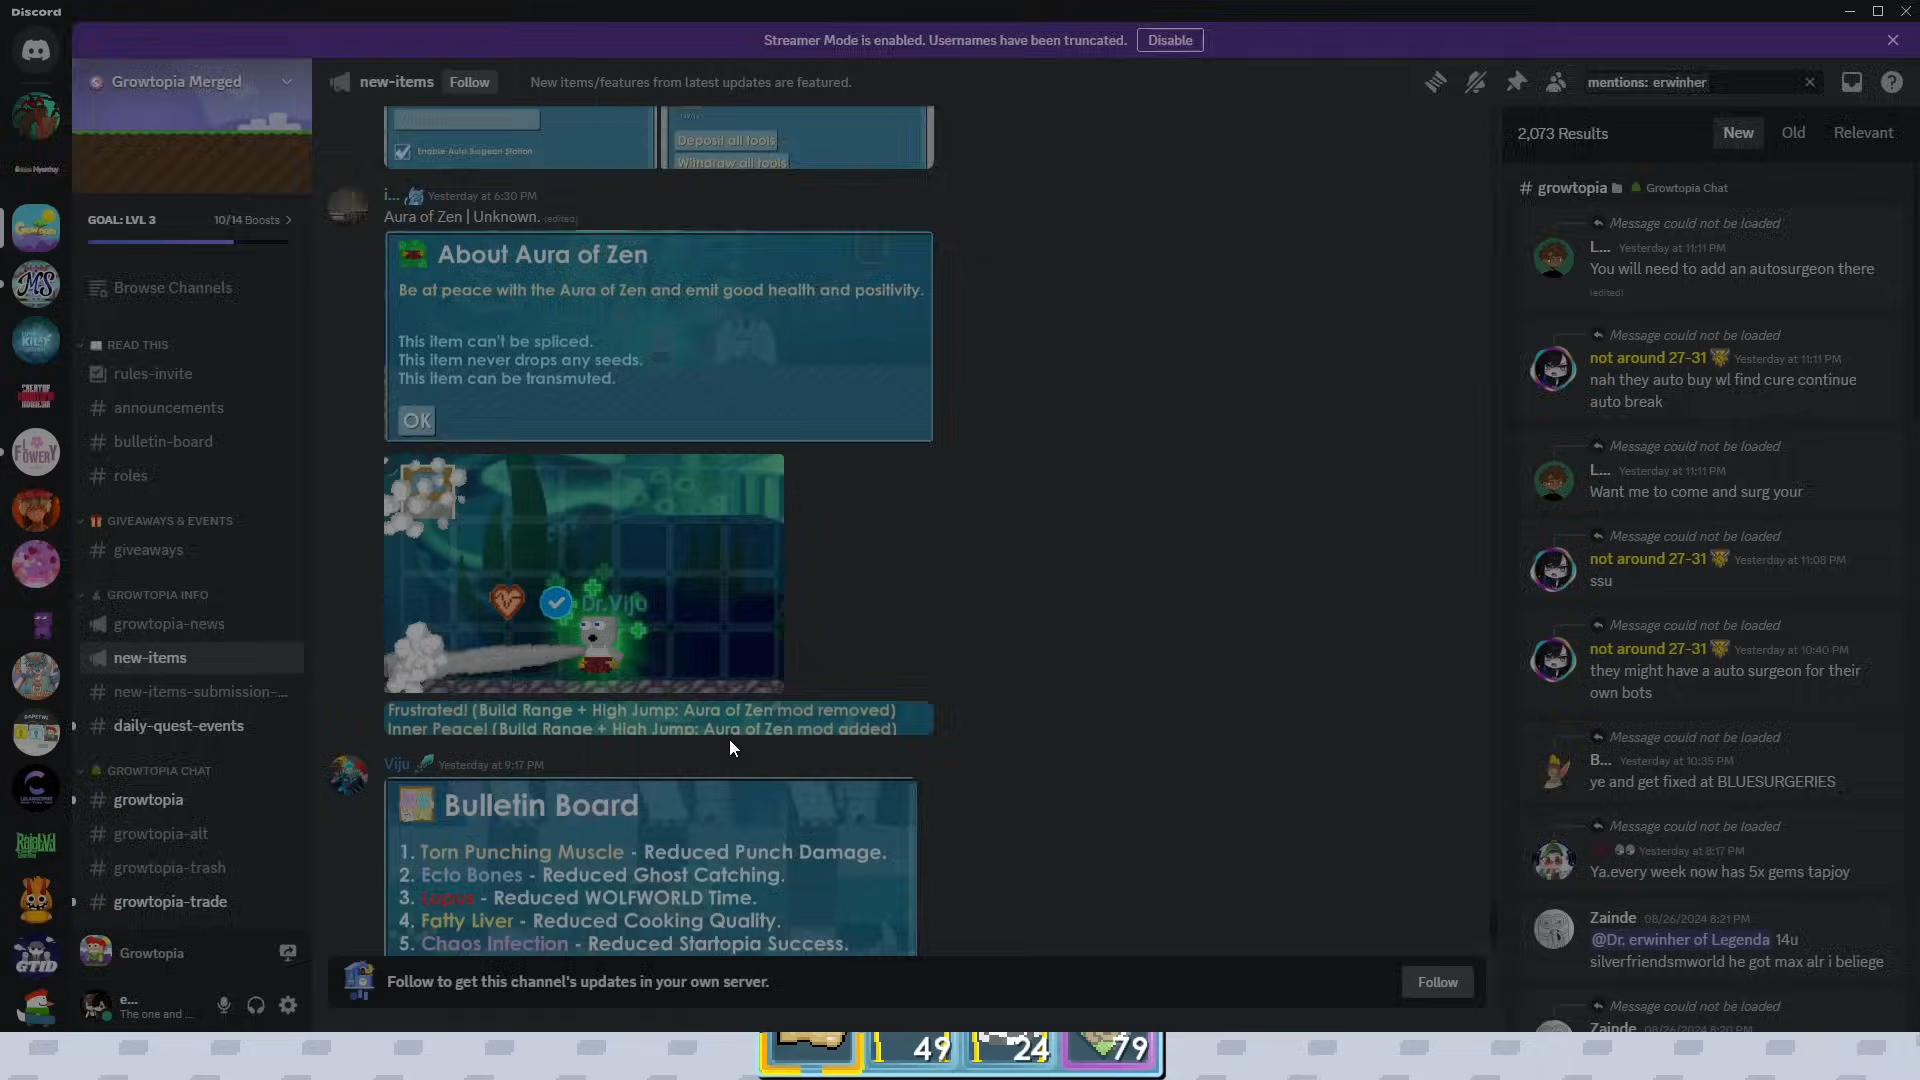 Discord
Streamer Mode is enabled. Usernames have been truncated.
Disable
Growtopia Merged
new-items
Follow
New items/features from latest updates are featured.
mentions: erwinher
GOAL: LVL 3
10/14 Boosts
Browse Channels
READ THIS
rules-invite
announcements
bulletin-board
roles
GIVEAWAYS & EVENTS
giveaways
GROWTOPIA INFO
growtopia-news
new-items
new-items-submission-...
daily-quest-events
GROWTOPIA CHAT
growtopia
growtopia-alt
growtopia-trash
growtopia-trade
Growtopia
e...
The one and ...
Enable Auto Surgeon Station
Deposit all tools
Withdraw all tools
i... Yesterday at 6:30 PM
Aura of Zen | Unknown. (edited)
About Aura of Zen
Be at peace with the Aura of Zen and emit good health and positivity.
This item can't be spliced.
This item never drops any seeds.
This item can be transmuted.
OK
Dr.Viju
Frustrated! (Build Range + High Jump: Aura of Zen mod removed)
Inner Peace! (Build Range + High Jump: Aura of Zen mod added)
Viju Yesterday at 9:17 PM
Bulletin Board
1. Torn Punching Muscle - Reduced Punch Damage.
2. Ecto Bones - Reduced Ghost Catching.
3. Lupus - Reduced WOLFWORLD Time.
4. Fatty Liver - Reduced Cooking Quality.
5. Chaos Infection - Reduced Startopia Success.
Follow to get this channel's updates in your own server.
Follow
2,073 Results
New
Old
Relevant
# growtopia Growtopia Chat
Message could not be loaded
L... Yesterday at 11:11 PM
You will need to add an autosurgeon there
(edited)
Message could not be loaded
not around 27-31 Yesterday at 11:11 PM
nah they auto buy wl find cure continue
auto break
Message could not be loaded
L... Yesterday at 11:11 PM
Want me to come and surg your
Message could not be loaded
not around 27-31 Yesterday at 11:08 PM
ssu
Message could not be loaded
not around 27-31 Yesterday at 10:40 PM
they might have a auto surgeon for their
own bots
Message could not be loaded
B... Yesterday at 10:35 PM
ye and get fixed at BLUESURGERIES
Message could not be loaded
Yesterday at 8:17 PM
Ya.every week now has 5x gems tapjoy
Zainde 08/26/2024 8:21 PM
@Dr. erwinher of Legenda 14u
silverfriendsmworld he got max alr i beliege
Message could not be loaded
Zainde 08/26/2024 8:20 PM
49
24
79
MS
FLOWERY
GTID